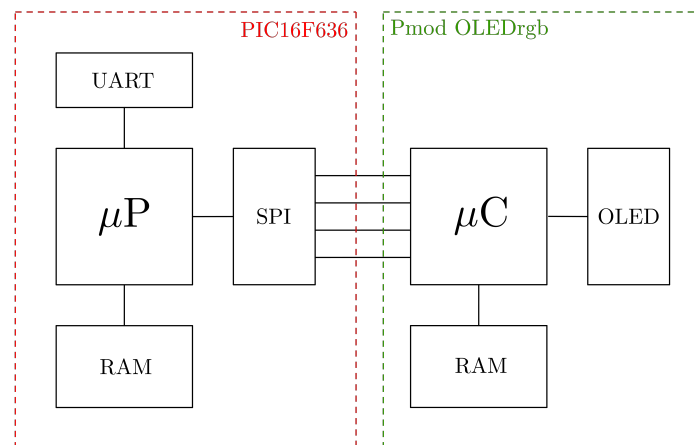 PIC16F636
Pmod OLEDrgb
UART
μP
SPI
μC
OLED
RAM
RAM